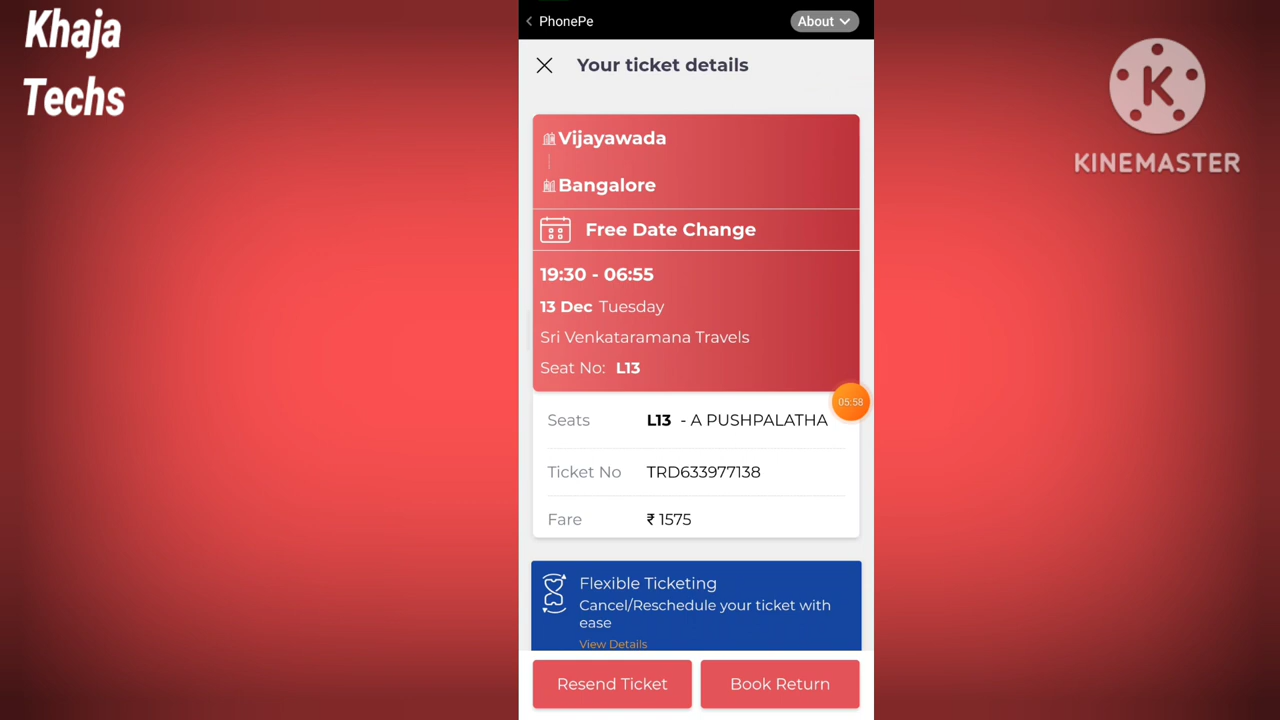 Khaja
Techs
PhonePe
About
Your ticket details
Vijayawada
Bangalore
Free Date Change
19:30 - 06:55
13 Dec Tuesday
Sri Venkataramana Travels
Seat No: L13
05:58
Seats L13 - A PUSHPALATHA
Ticket No TRD633977138
Fare ₹ 1575
Flexible Ticketing
Cancel/Reschedule your ticket with
ease
View Details
Resend Ticket Book Return
K
KINEMASTER